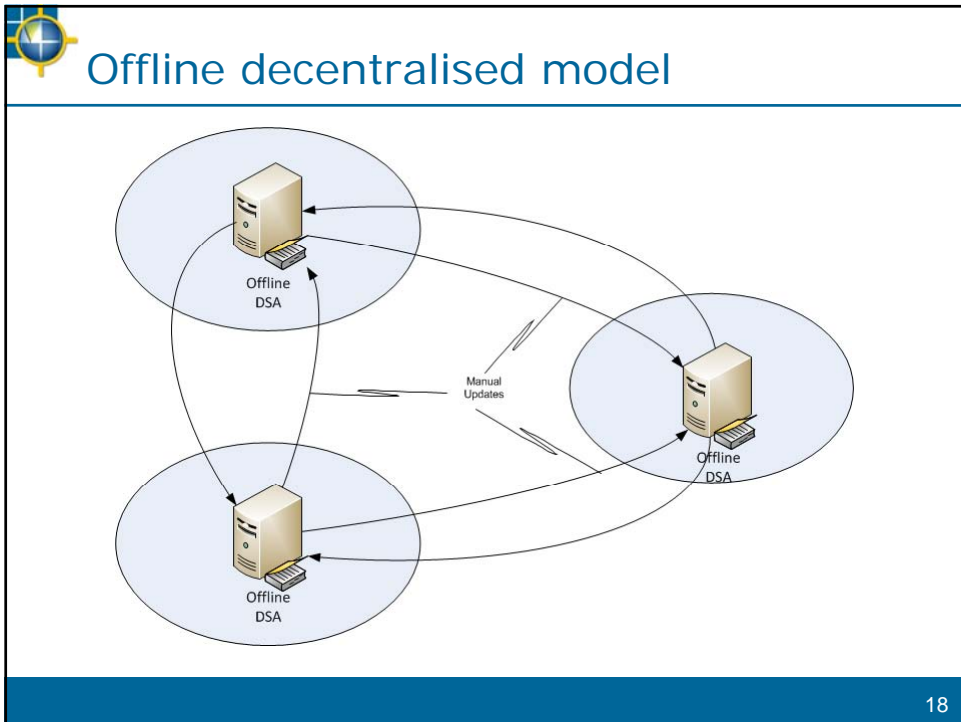 Offline decentralised model
Offline
DSA
Manual
Updates
Offline
DSA
Offline
DSA
18